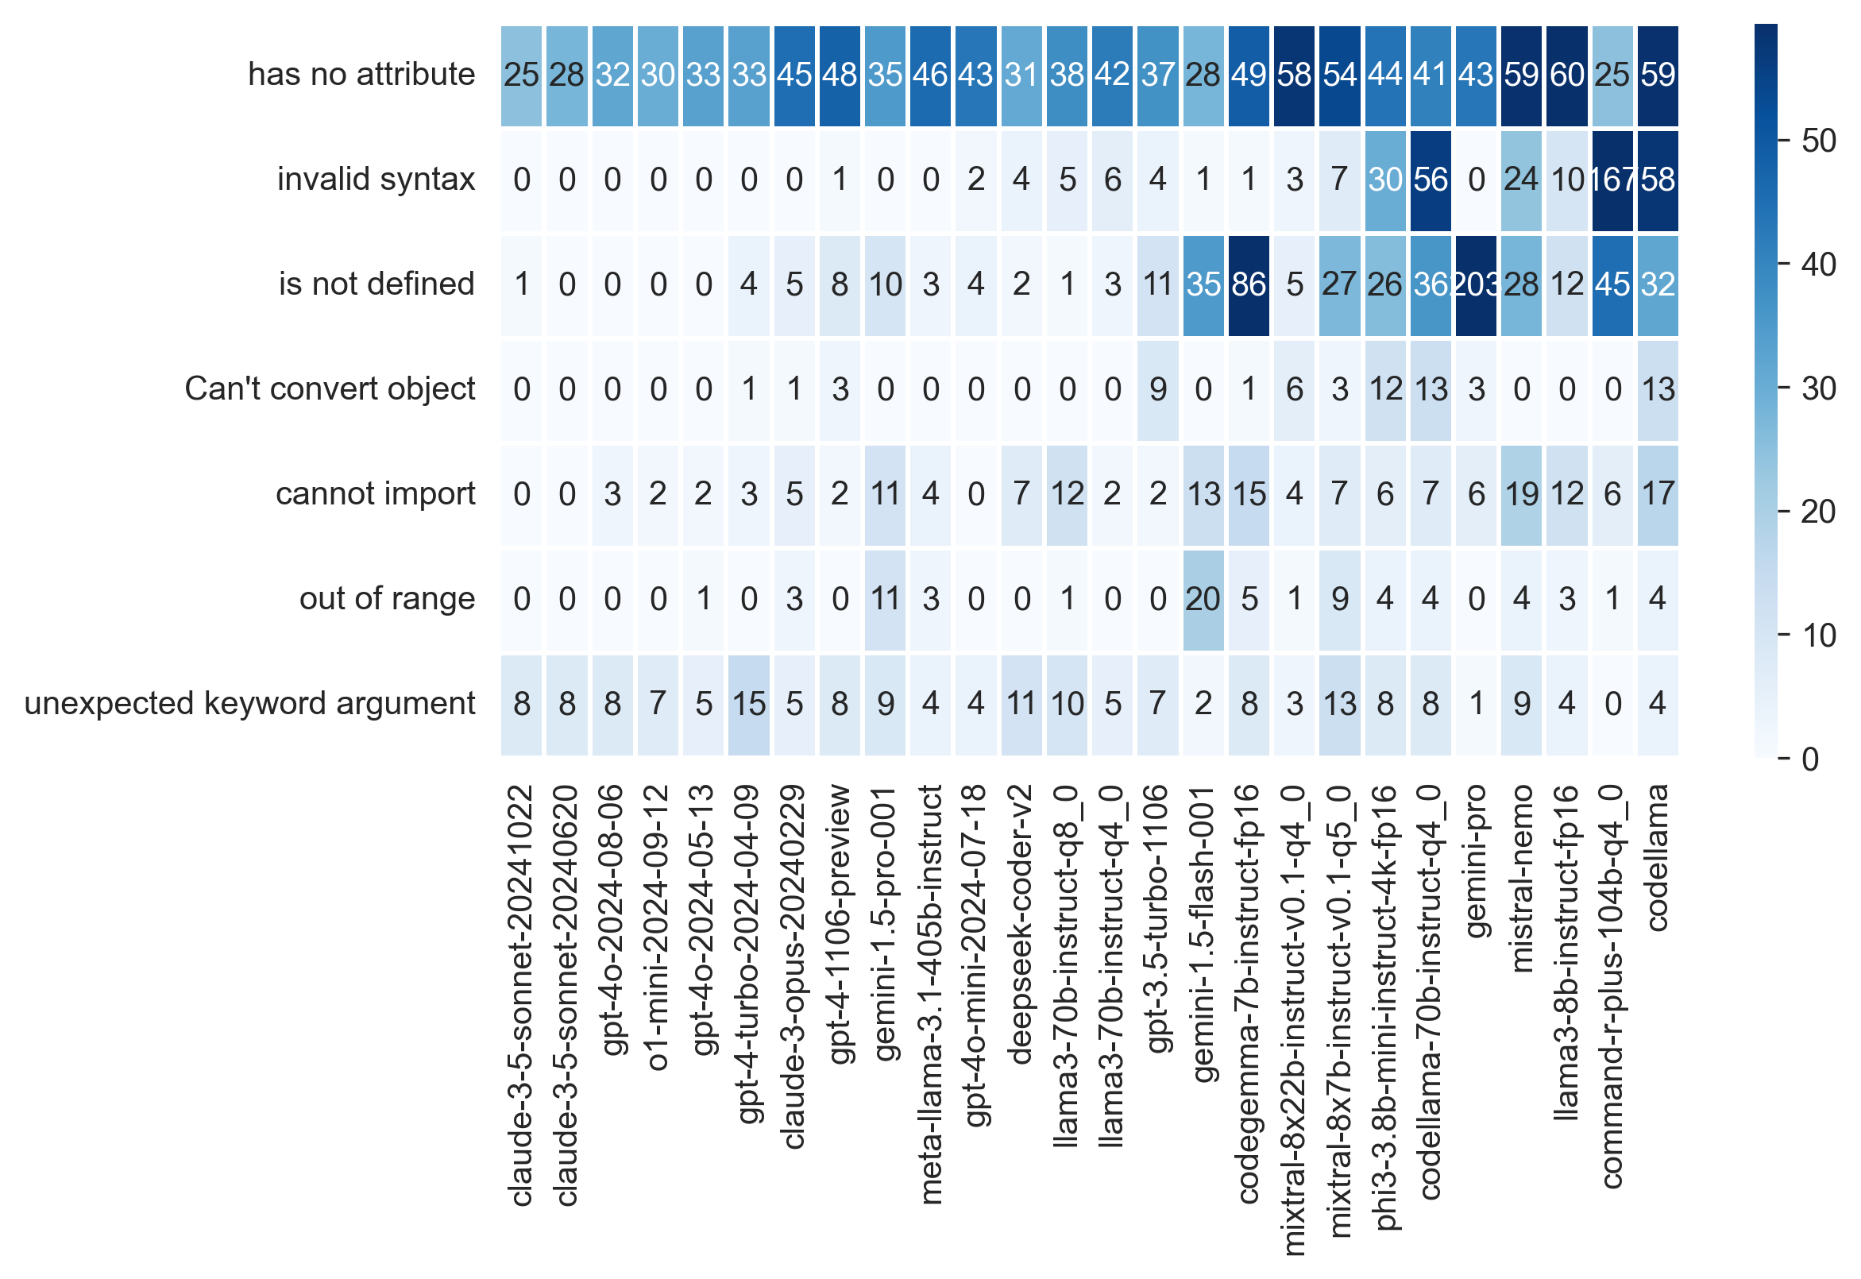 has no attribute 25 28 32 30 33 33 45 48 35 46 43 31 38 42 37 28 49 58 54 44 41 43 59 60 25 59
invalid syntax 0 0 0 0 0 0 0 1 0 0 2 4 5 6 4 1 1 3 7 30 56 0 24 10 167 58
is not defined 1 0 0 0 0 4 5 8 10 3 4 2 1 3 11 35 86 5 27 26 36 203 28 12 45 32
Can't convert object 0 0 0 0 0 1 1 3 0 0 0 0 0 0 9 0 1 6 3 12 13 3 0 0 0 13
cannot import 0 0 3 2 2 3 5 2 11 4 0 7 12 2 2 13 15 4 7 6 7 6 19 12 6 17
out of range 0 0 0 0 1 0 3 0 11 3 0 0 1 0 0 20 5 1 9 4 4 0 4 3 1 4
unexpected keyword argument 8 8 8 7 5 15 5 8 9 4 4 11 10 5 7 2 8 3 13 8 8 1 9 4 0 4
claude-3-5-sonnet-20241022
claude-3-5-sonnet-20240620
gpt-4o-2024-08-06
o1-mini-2024-09-12
gpt-4o-2024-05-13
gpt-4-turbo-2024-04-09
claude-3-opus-20240229
gpt-4-1106-preview
gemini-1.5-pro-001
meta-llama-3.1-405b-instruct
gpt-4o-mini-2024-07-18
deepseek-coder-v2
llama3-70b-instruct-q8_0
llama3-70b-instruct-q4_0
gpt-3.5-turbo-1106
gemini-1.5-flash-001
codegemma-7b-instruct-fp16
mixtral-8x22b-instruct-v0.1-q4_0
mixtral-8x7b-instruct-v0.1-q5_0
phi3-3.8b-mini-instruct-4k-fp16
codellama-70b-instruct-q4_0
gemini-pro
mistral-nemo
llama3-8b-instruct-fp16
command-r-plus-104b-q4_0
codellama
50
40
30
20
10
0